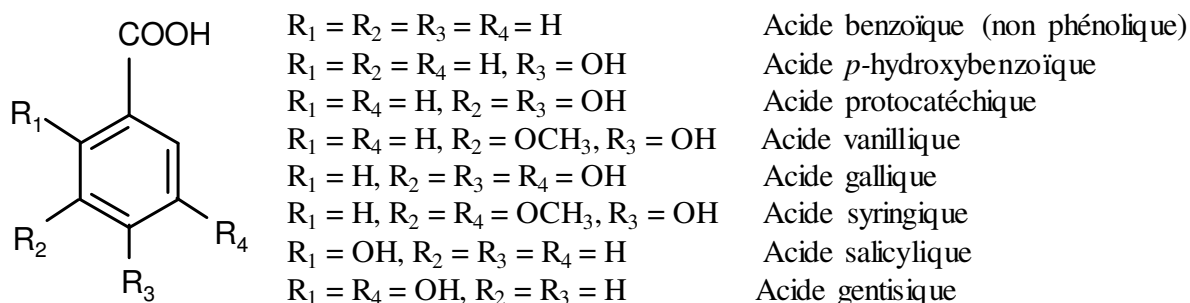 COOH
R₁
R₂
R₃
R₄
R₁ = R₂ = R₃ = R₄ = H Acide benzoïque (non phénolique)
R₁ = R₂ = R₄ = H, R₃ = OH Acide p-hydroxybenzoïque
R₁ = R₄ = H, R₂ = R₃ = OH Acide protocatéchique
R₁ = R₄ = H, R₂ = OCH₃, R₃ = OH Acide vanillique
R₁ = H, R₂ = R₃ = R₄ = OH Acide gallique
R₁ = H, R₂ = R₄ = OCH₃, R₃ = OH Acide syringique
R₁ = OH, R₂ = R₃ = R₄ = H Acide salicylique
R₁ = R₄ = OH, R₂ = R₃ = H Acide gentisique